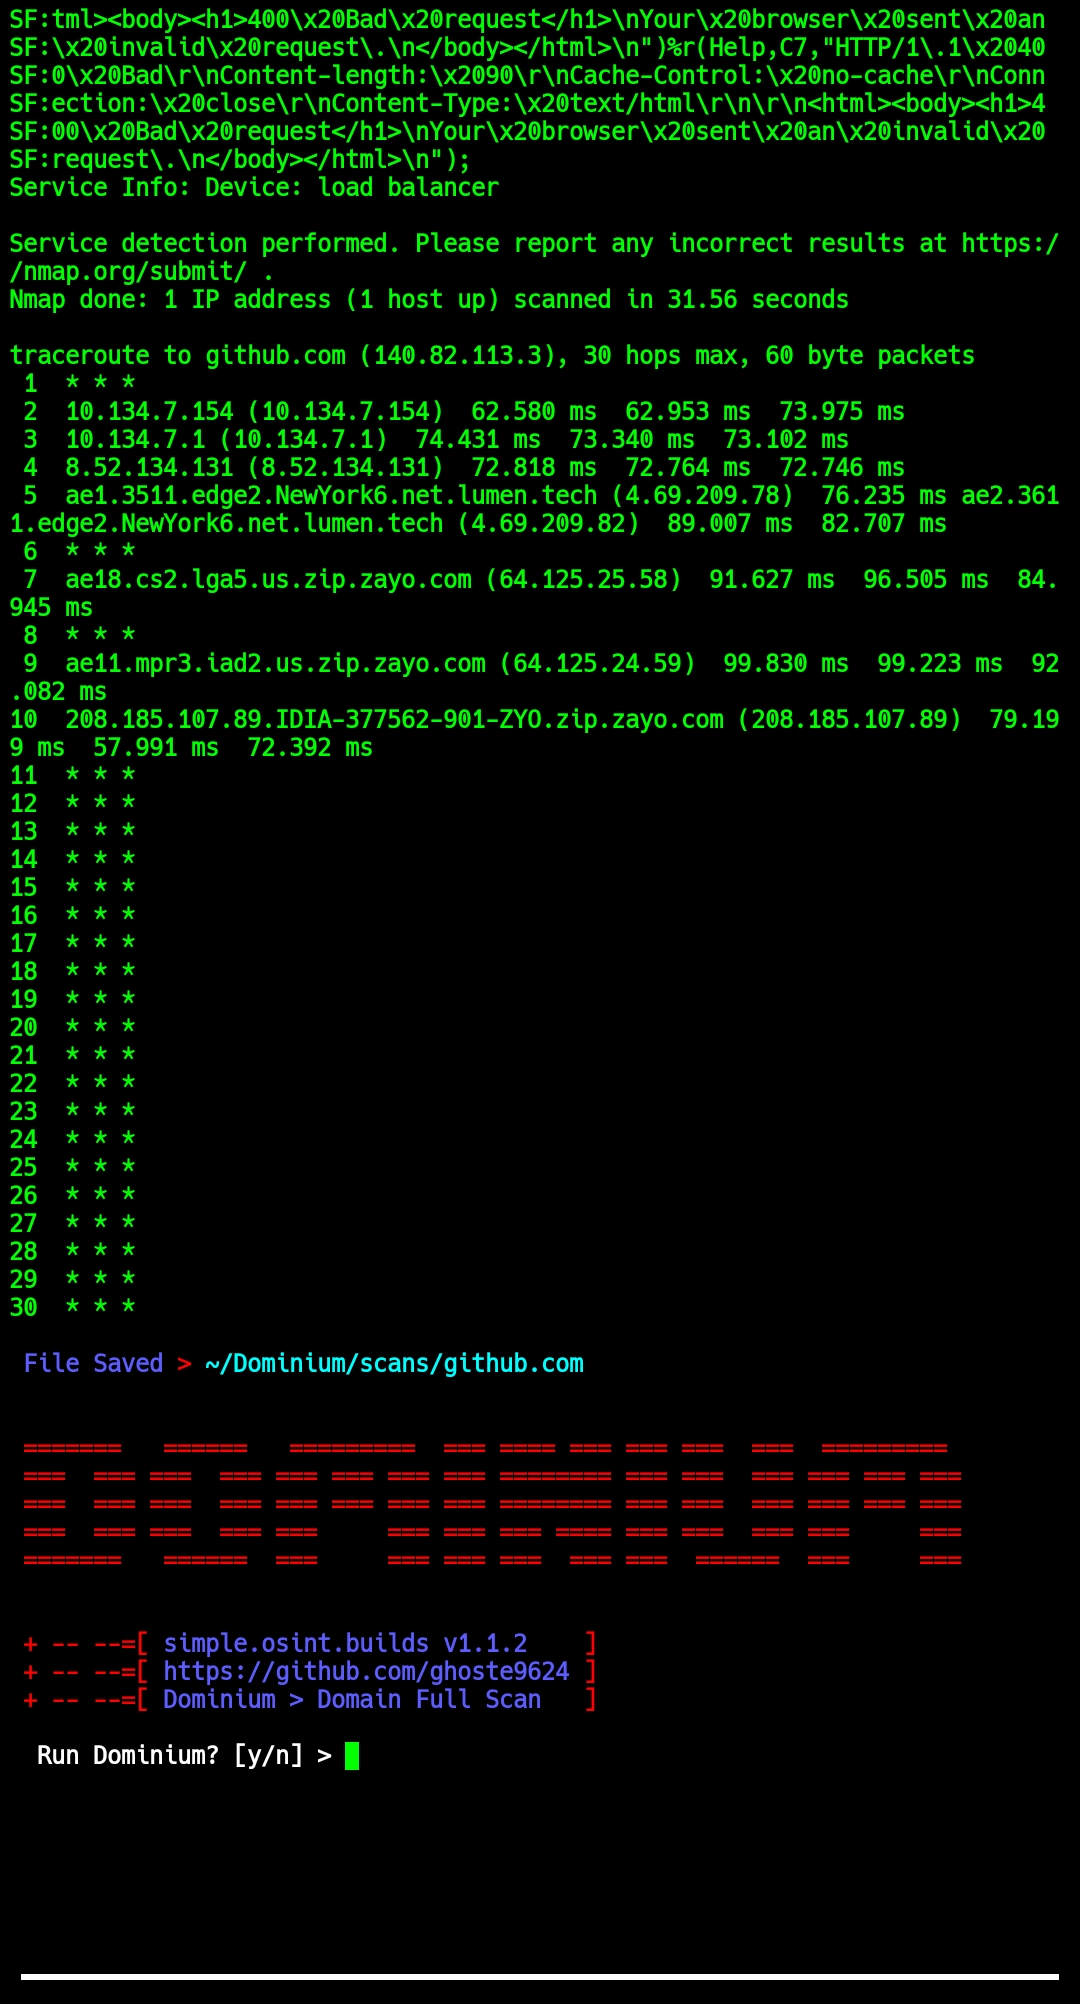 SF:tml><body><h1>400\x20Bad\x20request</h1>\nYour\x20browser\x20sent\x20an
SF:\x20invalid\x20request\.\n</body></html>\n")%r(Help,C7,"HTTP/1\.1\x2040
SF:0\x20Bad\r\nContent-length:\x2090\r\nCache-Control:\x20no-cache\r\nConn
SF:ection:\x20close\r\nContent-Type:\x20text/html\r\n\r\n<html><body><h1>4
SF:00\x20Bad\x20request</h1>\nYour\x20browser\x20sent\x20an\x20invalid\x20
SF:request\.\n</body></html>\n");
Service Info: Device: load balancer

Service detection performed. Please report any incorrect results at https:/
/nmap.org/submit/ .
Nmap done: 1 IP address (1 host up) scanned in 31.56 seconds

traceroute to github.com (140.82.113.3), 30 hops max, 60 byte packets
 1  * * *
 2  10.134.7.154 (10.134.7.154)  62.580 ms  62.953 ms  73.975 ms
 3  10.134.7.1 (10.134.7.1)  74.431 ms  73.340 ms  73.102 ms
 4  8.52.134.131 (8.52.134.131)  72.818 ms  72.764 ms  72.746 ms
 5  ae1.3511.edge2.NewYork6.net.lumen.tech (4.69.209.78)  76.235 ms ae2.361
1.edge2.NewYork6.net.lumen.tech (4.69.209.82)  89.007 ms  82.707 ms
 6  * * *
 7  ae18.cs2.lga5.us.zip.zayo.com (64.125.25.58)  91.627 ms  96.505 ms  84.
945 ms
 8  * * *
 9  ae11.mpr3.iad2.us.zip.zayo.com (64.125.24.59)  99.830 ms  99.223 ms  92
.082 ms
10  208.185.107.89.IDIA-377562-901-ZYO.zip.zayo.com (208.185.107.89)  79.19
9 ms  57.991 ms  72.392 ms
11  * * *
12  * * *
13  * * *
14  * * *
15  * * *
16  * * *
17  * * *
18  * * *
19  * * *
20  * * *
21  * * *
22  * * *
23  * * *
24  * * *
25  * * *
26  * * *
27  * * *
28  * * *
29  * * *
30  * * *

File Saved > ~/Dominium/scans/github.com

=======   ======   =========  === ==== === === ===  ===  =========
===  === ===  === === === === === ======== === ===  === === === ===
===  === ===  === === === === === ======== === ===  === === === ===
===  === ===  === ===     === === === ==== === ===  === ===     ===
=======   ======  ===     === === ===  === ===  ======  ===     ===

+ -- --=[ simple.osint.builds v1.1.2    ]
+ -- --=[ https://github.com/ghoste9624 ]
+ -- --=[ Dominium > Domain Full Scan   ]

Run Dominium? [y/n] >